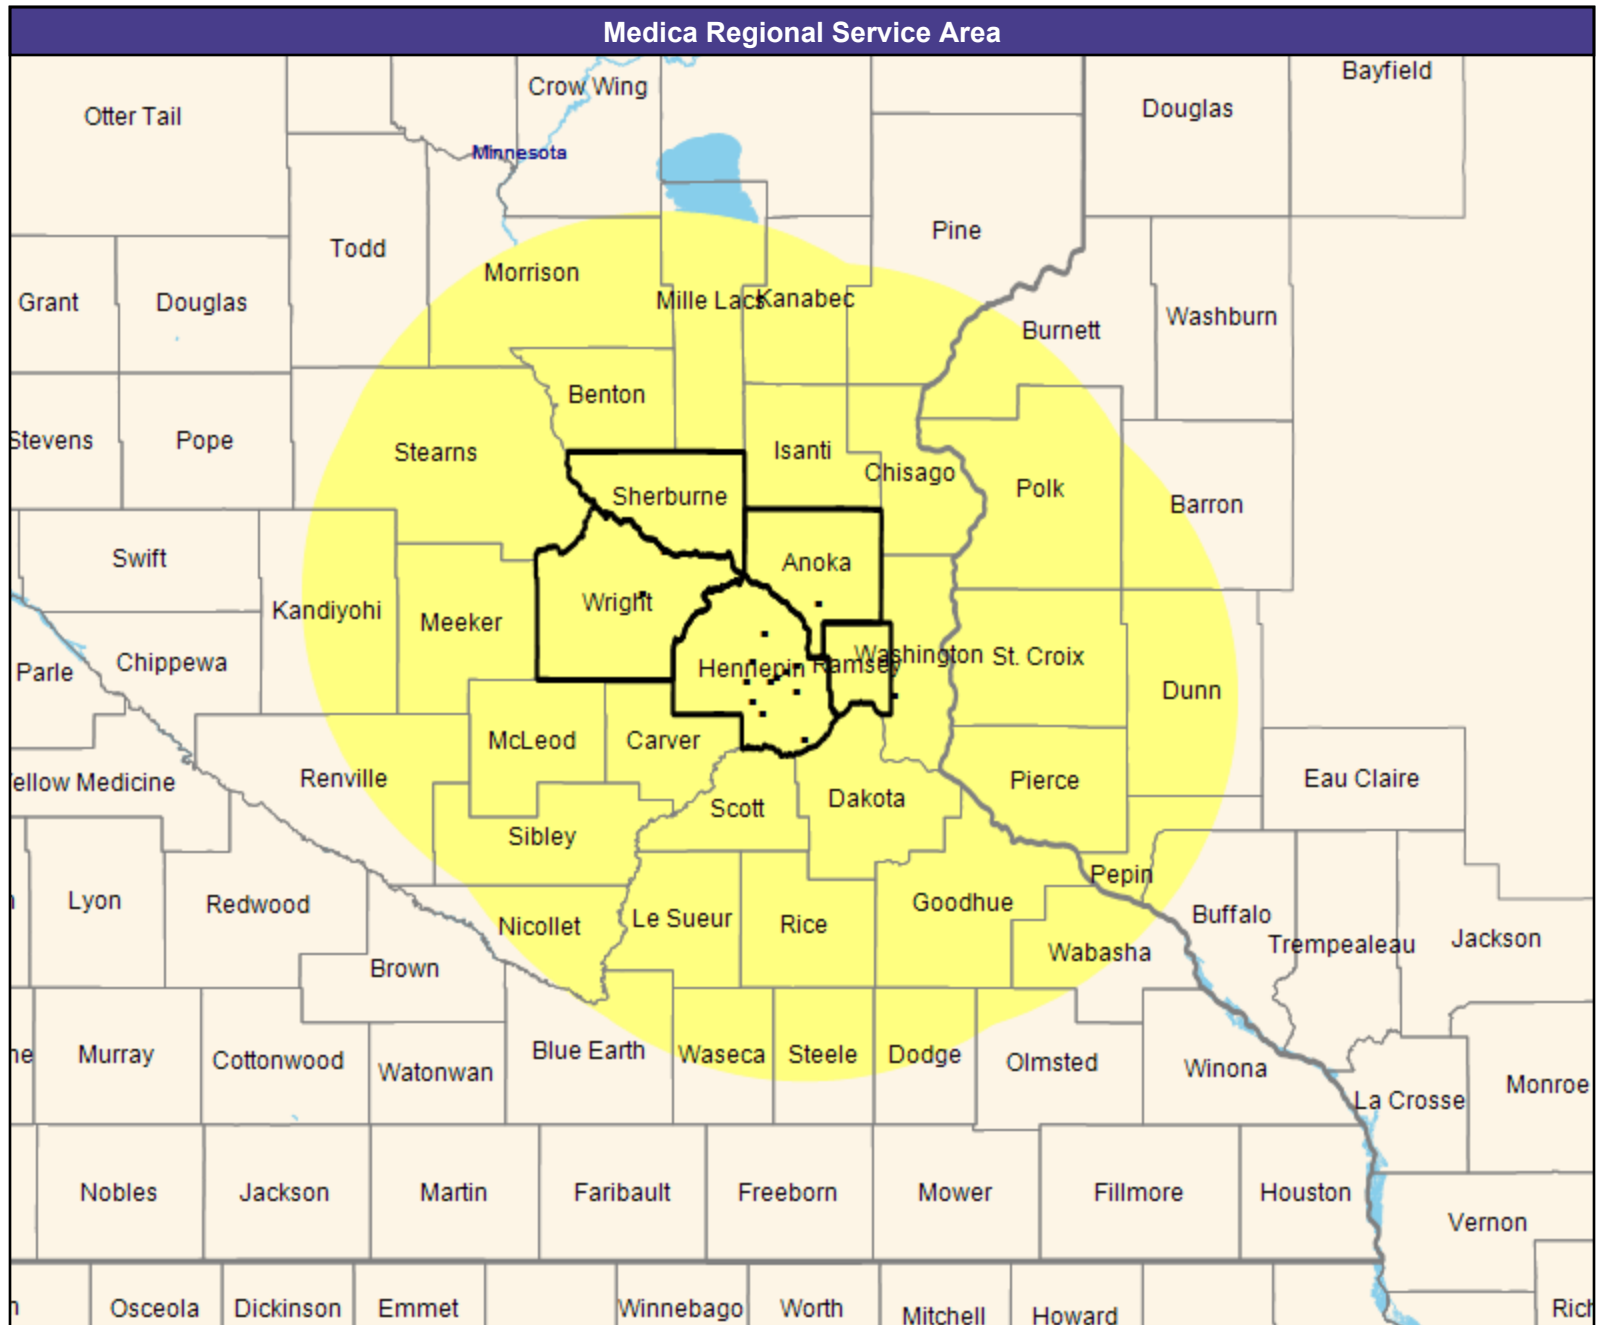 Medica Regional Service Area
Bayfield
Crow Wing
Douglas
Otter Tail
Minnesota
Pine
Todd
Morrison
Grant
Douglas
Mille Lacs
Kanabec
Washburn
Burnett
Benton
Stevens
Pope
Stearns
Isanti
Chisago
Polk
Barron
Sherburne
Swift
Anoka
Wright
Kandiyohi
Meeker
Chippewa
Parle
Hennepin
Ramsey
Washington
St. Croix
Dunn
McLeod
Carver
Renville
ellow Medicine
Pierce
Eau Claire
Scott
Dakota
Sibley
Pepin
Lyon
Redwood
Goodhue
Nicollet
Le Sueur
Rice
Buffalo
Trempealeau
Jackson
Wabasha
Brown
ne
Murray
Cottonwood
Watonwan
Blue Earth
Waseca
Steele
Dodge
Olmsted
Winona
La Crosse
Monroe
Nobles
Jackson
Martin
Faribault
Freeborn
Mower
Fillmore
Houston
Vernon
n
Osceola
Dickinson
Emmet
Winnebago
Worth
Mitchell
Howard
Rich